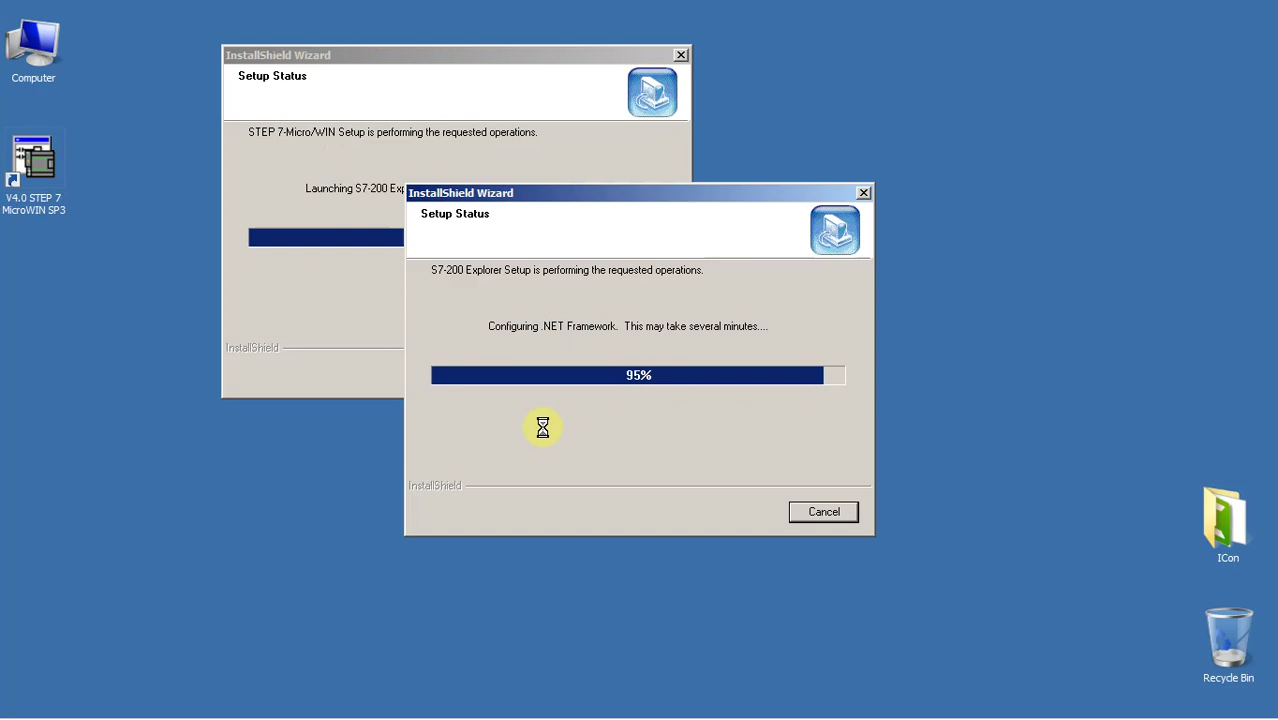 Computer
V4.0 STEP 7
MicroWIN SP3
InstallShield Wizard
Setup Status
STEP 7-Micro/WIN Setup is performing the requested operations.
Launching S7-200
InstallShield
InstallShield Wizard
Setup Status
S7-200 Explorer Setup is performing the requested operations.
Configuring .NET Framework.  This may take several minutes....
95%
InstallShield
Cancel
ICon
Recycle Bin